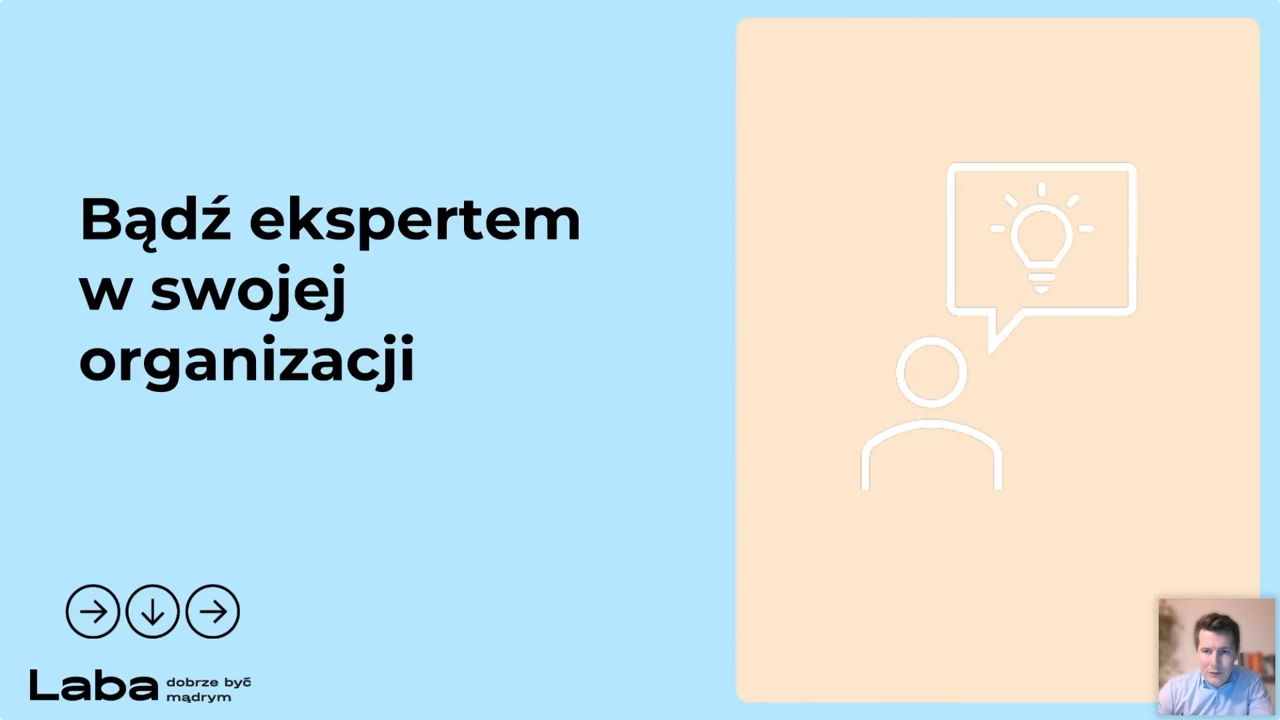 Bądź ekspertem
w swojej
organizacji
Laba
dobrze być
mądrym